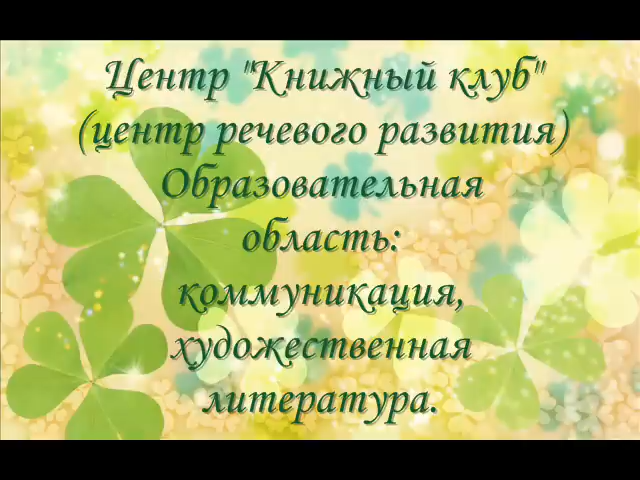 Центр "Книжный клуб"
(центр речевого развития)
Образовательная
область:
коммуникация,
художественная
литература.